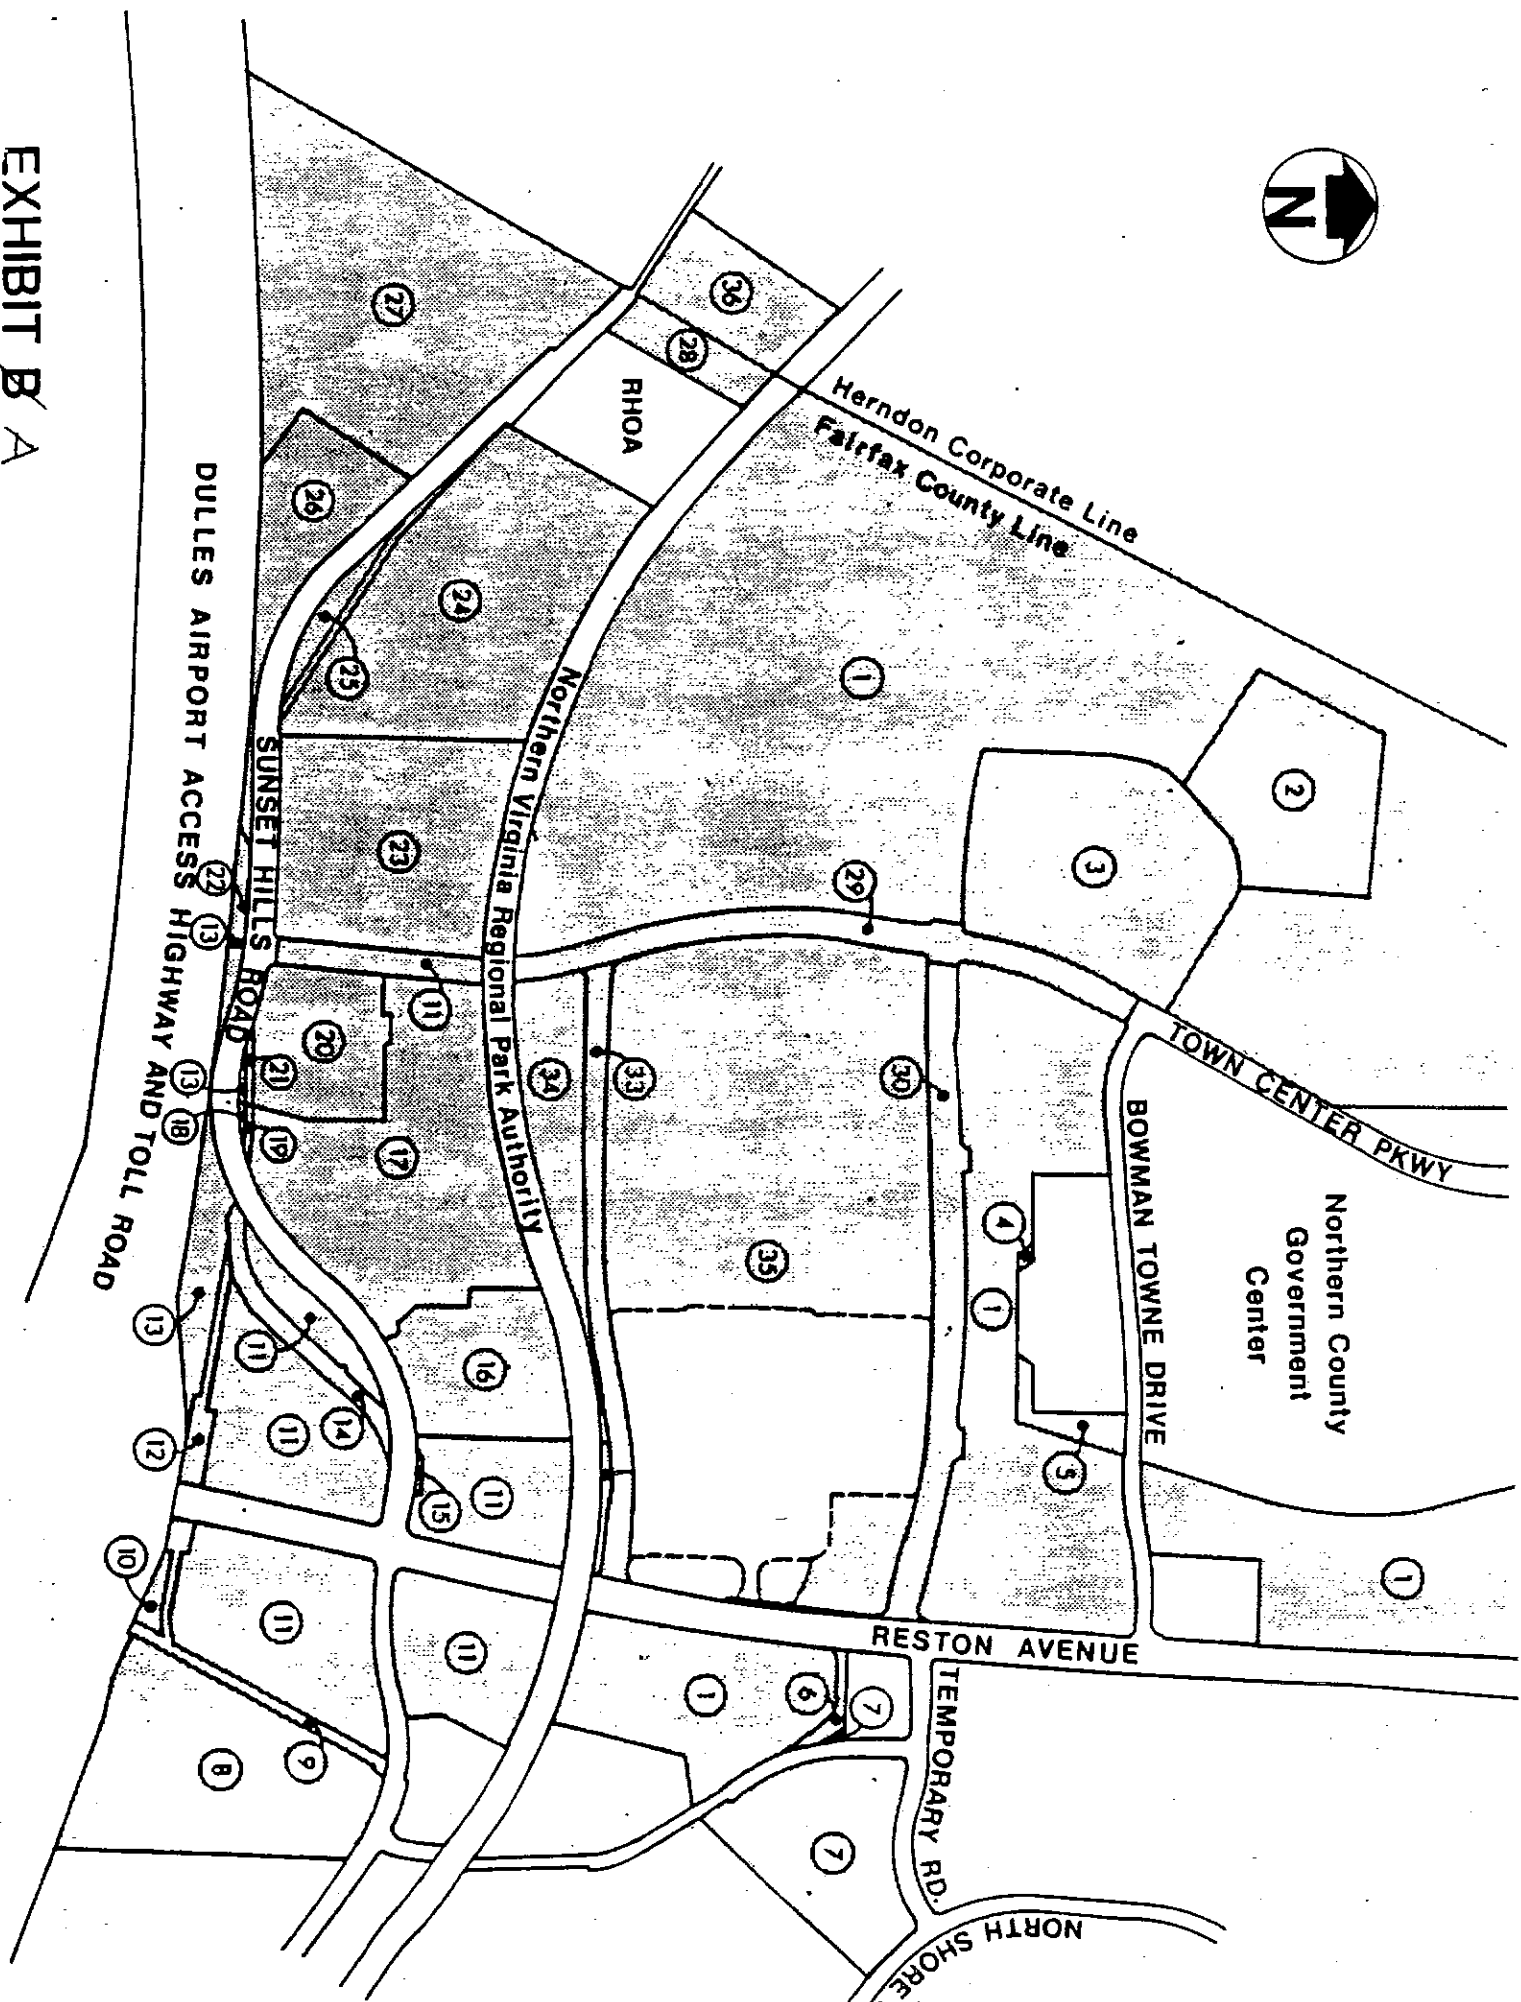 N
Herndon Corporate Line
Fairfax County Line
36
28
RHOA
27
26
24
25
1
2
3
29
23
22
13
11
20
21
13
18
19
17
34
33
30
35
4
1
5
16
11
14
11
13
12
15
11
10
11
11
9
8
1
6
7
7
1
TOWN CENTER PKWY
Northern County
Government
Center
BOWMAN TOWNE DRIVE
Northern Virginia Regional Park Authority
SUNSET HILLS ROAD
DULLES AIRPORT ACCESS HIGHWAY AND TOLL ROAD
RESTON AVENUE
TEMPORARY RD.
NORTH SHORE
EXHIBIT B A